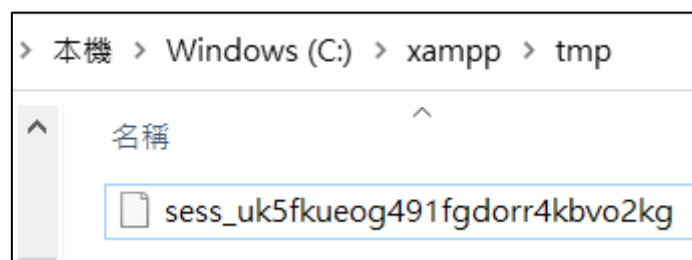 > 本機 > Windows (C:) > xampp > tmp
名稱
sess_uk5fkueog491fgdorr4kbvo2kg